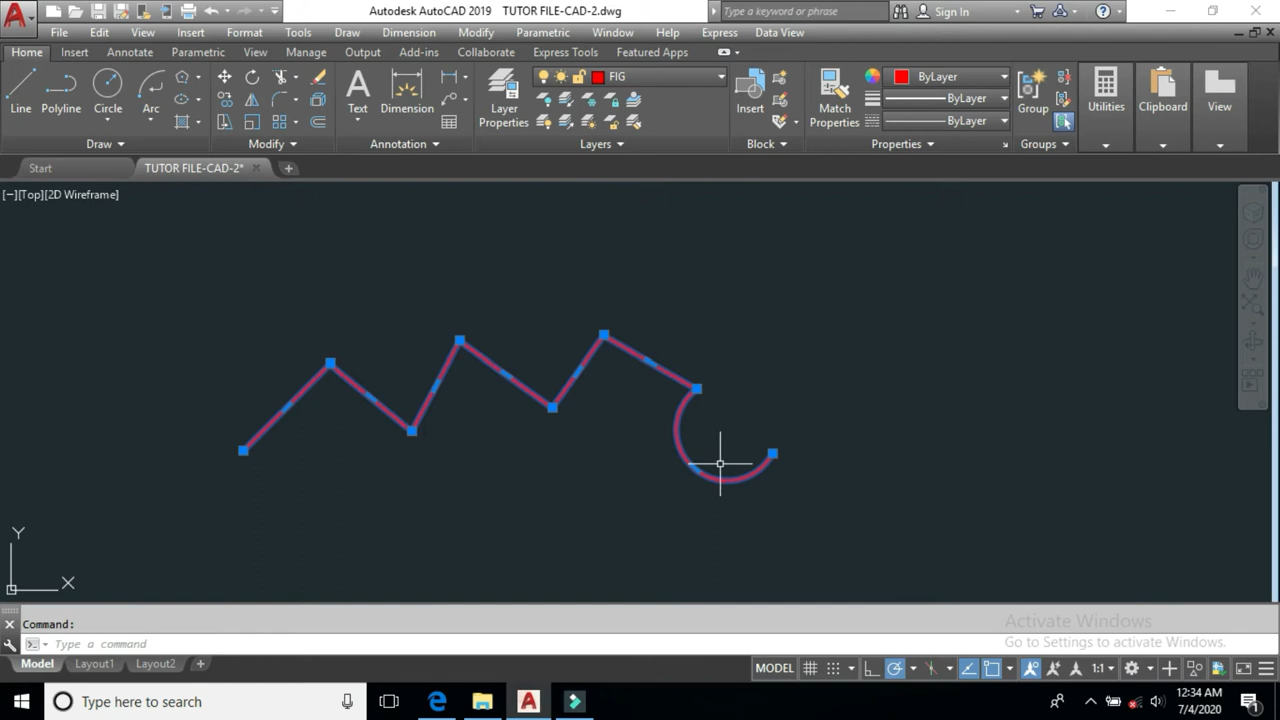 Autodesk AutoCAD 2019 TUTOR FILE-CAD-2.dwg
Type a keyword or phrase
Sign In
File Edit View Insert Format Tools Draw Dimension Modify Parametric Window Help Express Data View
Home Insert Annotate Parametric View Manage Output Add-ins Collaborate Express Tools Featured Apps
FIG
ByLayer
ByLayer
ByLayer
Line Polyline Circle Arc
Text Dimension
Layer
Properties
Insert
Match
Properties
Group
Utilities
Clipboard
View
Draw Modify Annotation Layers Block Properties Groups
Start
TUTOR FILE-CAD-2*
[−][Top][2D Wireframe]
Y
X
Command:
Type a command
Activate Windows
Go to Settings to activate Windows.
Model Layout1 Layout2
MODEL
1:1
Type here to search
12:34 AM
7/4/2020
1